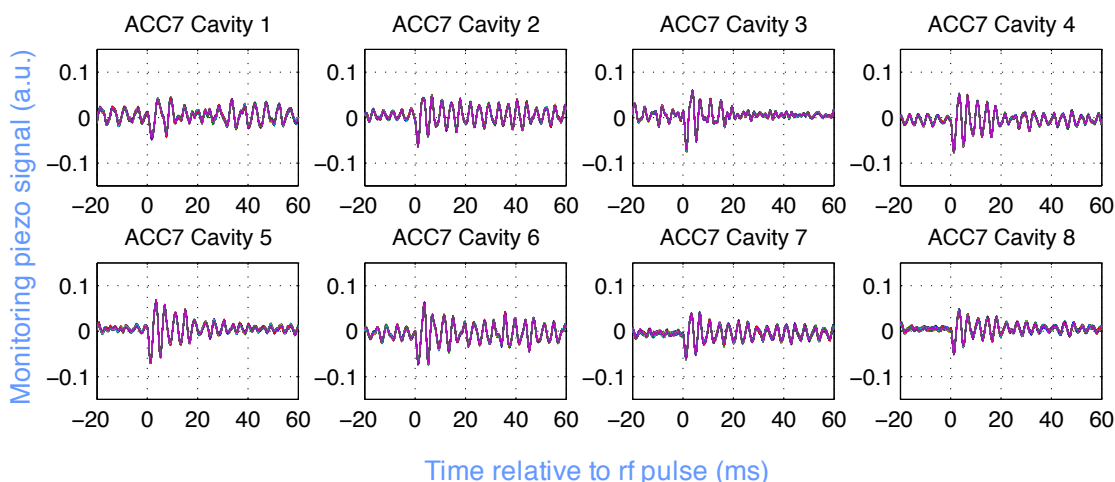 ACC7 Cavity 1 ACC7 Cavity 2 ACC7 Cavity 3 ACC7 Cavity 4
Monitoring piezo signal (a.u.)
0.1 0.1 0.1 0.1
0 0 0 0
−0.1 −0.1 −0.1 −0.1
−20 0 20 40 60 −20 0 20 40 60 −20 0 20 40 60 −20 0 20 40 60
ACC7 Cavity 5 ACC7 Cavity 6 ACC7 Cavity 7 ACC7 Cavity 8
0.1 0.1 0.1 0.1
0 0 0 0
−0.1 −0.1 −0.1 −0.1
−20 0 20 40 60 −20 0 20 40 60 −20 0 20 40 60 −20 0 20 40 60
Time relative to rf pulse (ms)